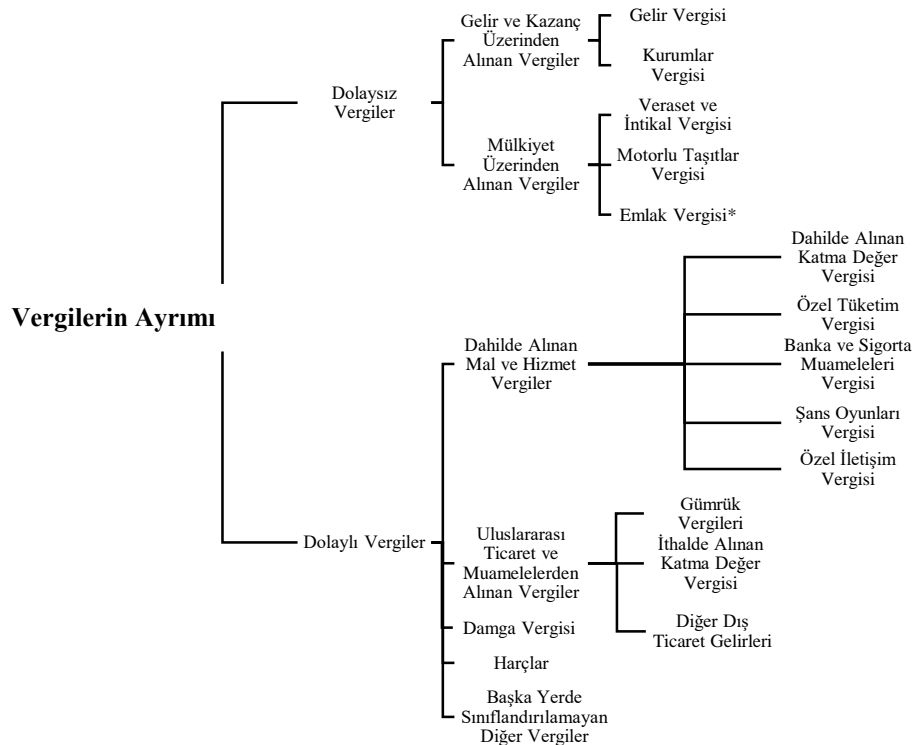 Vergilerin Ayrımı
Dolaysız
Vergiler
Gelir ve Kazanç
Üzerinden
Alınan Vergiler
Gelir Vergisi
Kurumlar
Vergisi
Mülkiyet
Üzerinden
Alınan Vergiler
Veraset ve
İntikal Vergisi
Motorlu Taşıtlar
Vergisi
Emlak Vergisi*
Dolaylı Vergiler
Dahilde Alınan
Mal ve Hizmet
Vergiler
Dahilde Alınan
Katma Değer
Vergisi
Özel Tüketim
Vergisi
Banka ve Sigorta
Muameleleri
Vergisi
Şans Oyunları
Vergisi
Özel İletişim
Vergisi
Uluslararası
Ticaret ve
Muamelelerden
Alınan Vergiler
Gümrük
Vergileri
İthalde Alınan
Katma Değer
Vergisi
Diğer Dış
Ticaret Gelirleri
Damga Vergisi
Harçlar
Başka Yerde
Sınıflandırılamayan
Diğer Vergiler